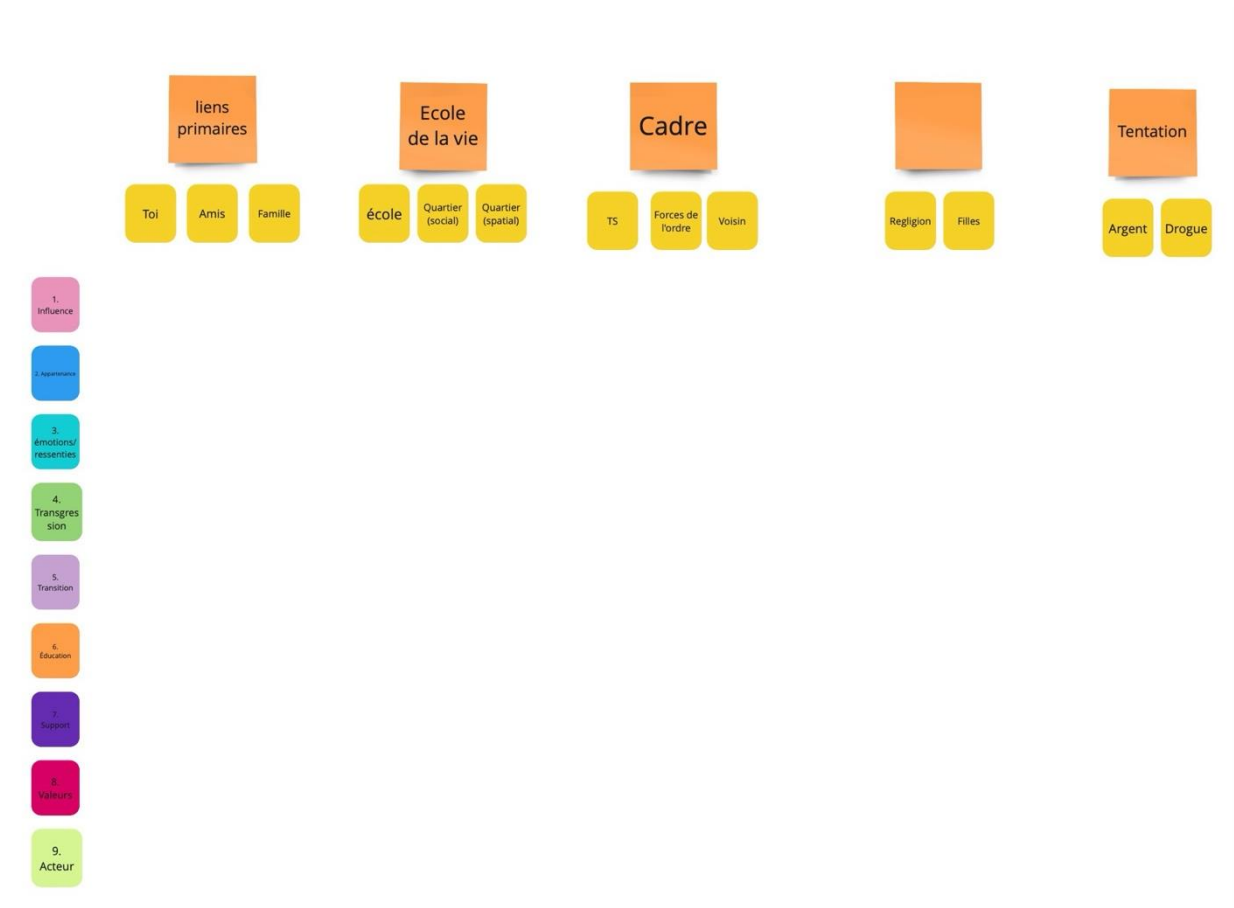 liens
primaires
Ecole
de la vie
Cadre
Tentation
Toi
Amis
Famille
école
Quartier
(social)
Quartier
(spatial)
TS
Forces de
l'ordre
Voisin
Regligion
Filles
Argent
Drogue
1.
Influence
2. Appartenance
3.
émotions/
ressenties
4.
Transgres
sion
5.
Transition
6.
Éducation
7.
Support
8.
Valeurs
9.
Acteur